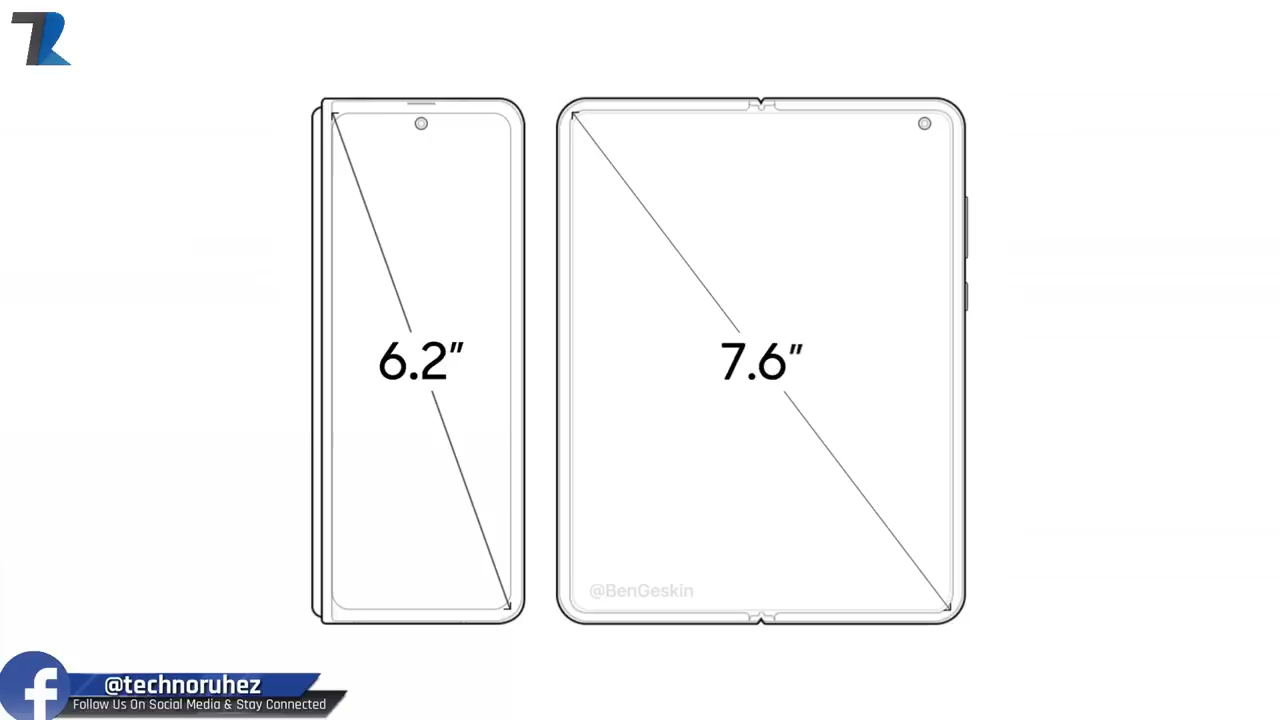 6.2″
7.6″
@BenGeskin
@technoruhez
Follow Us On Social Media & Stay Connected